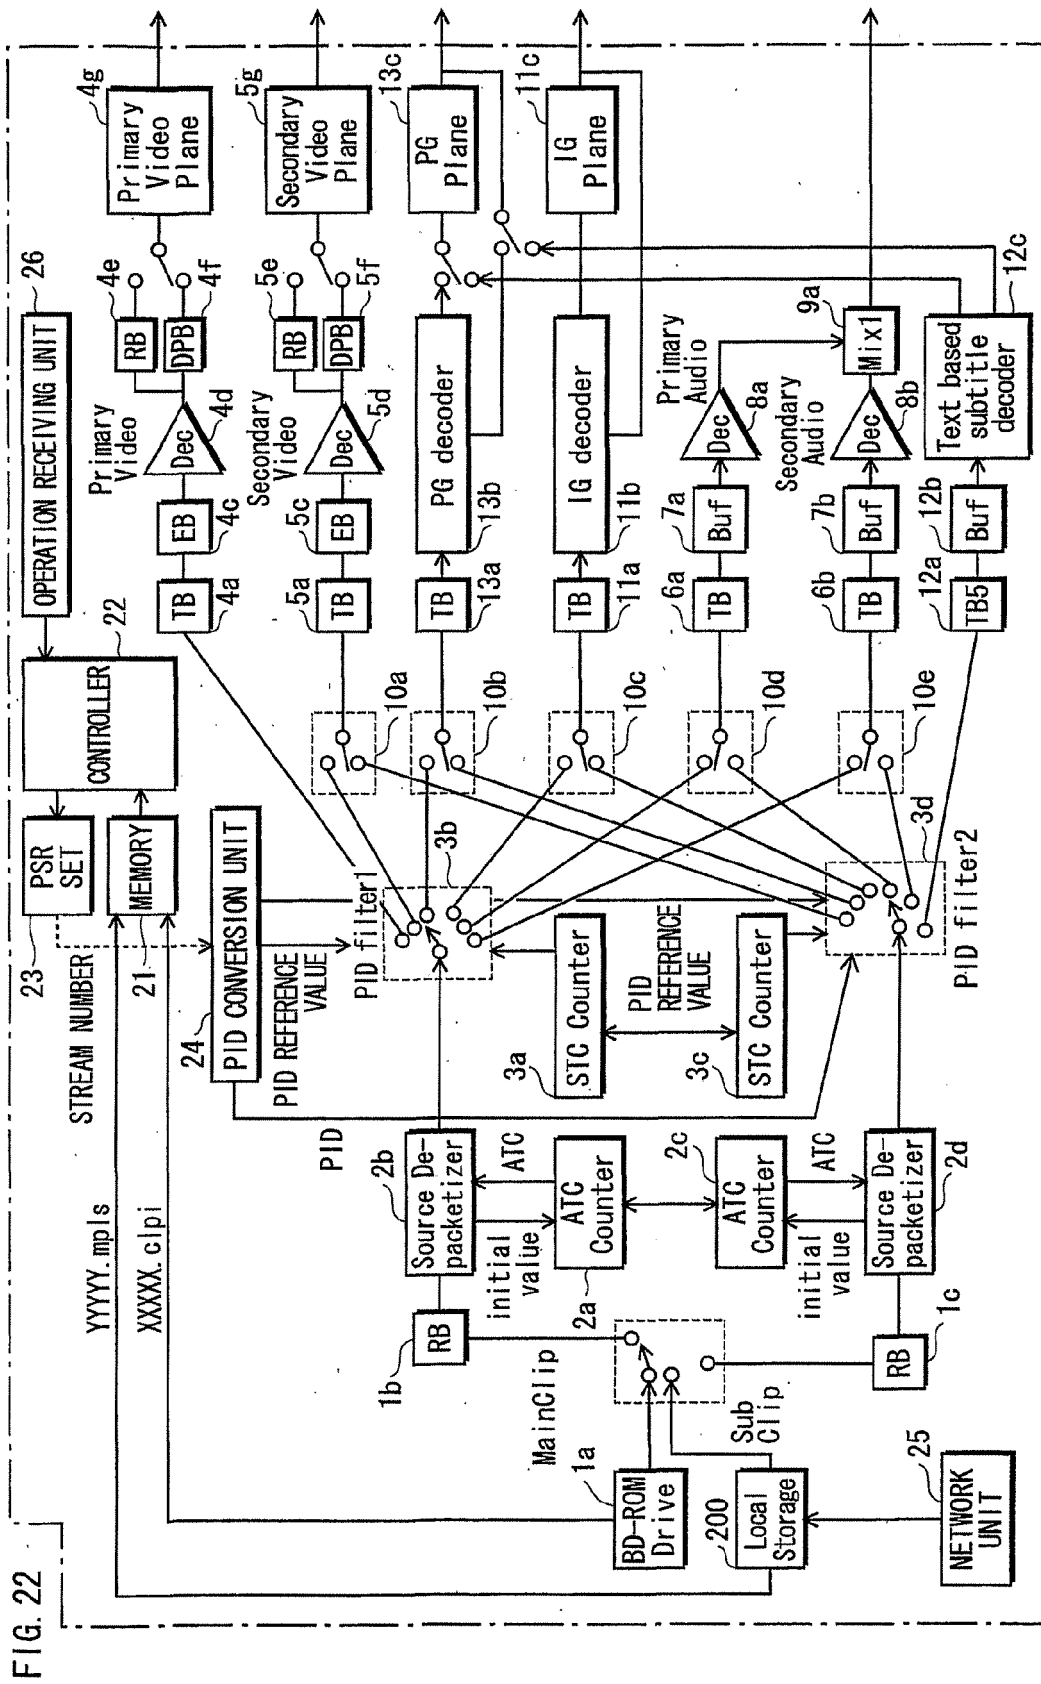 FIG. 22
OPERATION RECEIVING UNIT
26
CONTROLLER
22
PSR
SET
23
MEMORY
21
STREAM NUMBER
YYYY.mpls
XXXXX.clpi
24
PID CONVERSION UNIT
PID REFERENCE
VALUE
PID
PID filter1
3b
PID filter2
3d
STC Counter
3a
STC Counter
3c
PID
REFERENCE
VALUE
Source De-
packetizer
2b
ATC
initial
value
ATC
Counter
2a
ATC
Counter
2c
ATC
initial
value
Source De-
packetizer
2d
RB
1b
RB
1c
MainClip
Sub
Clip
BD-ROM
Drive
1a
Local
Storage
200
NETWORK
UNIT
25
10a
10b
10c
10d
10e
TB
4a
EB
4c
Dec
4d
Primary
Video
RB
4e
DPB
4f
Primary
Video
Plane
4g
TB
5a
EB
5c
Dec
5d
Secondary
Video
RB
5e
DPB
5f
Secondary
Video
Plane
5g
TB
13a
PG decoder
13b
PG
Plane
13c
TB
11a
IG decoder
11b
IG
Plane
11c
TB
6a
Buf
7a
Dec
8a
Primary
Audio
TB
6b
Buf
7b
Dec
8b
Secondary
Audio
Mix1
9a
TB5
12a
Buf
12b
Text based
subtitle
decoder
12c